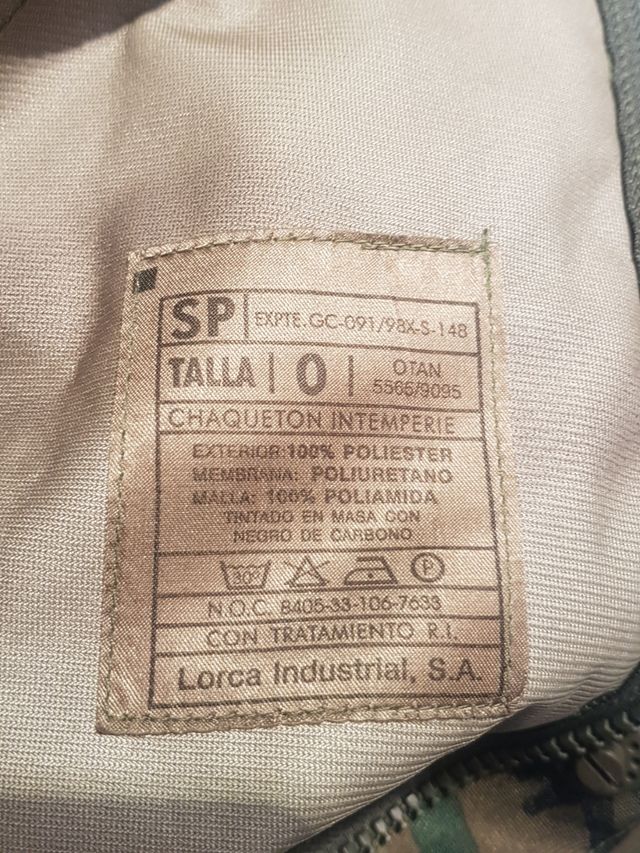 SP EXPTE.GC-091/98X-S-148
TALLA 0 OTAN 5565/9095
CHAQUETON INTEMPERIE
EXTERIOR:100% POLIESTER
MEMBRANA: POLIURETANO
MALLA: 100% POLIAMIDA
TINTADO EN MASA CON
NEGRO DE CARBONO
30° P
N.O.C. 8405-33-106-7633
CON TRATAMIENTO R.I.
Lorca Industrial, S.A.